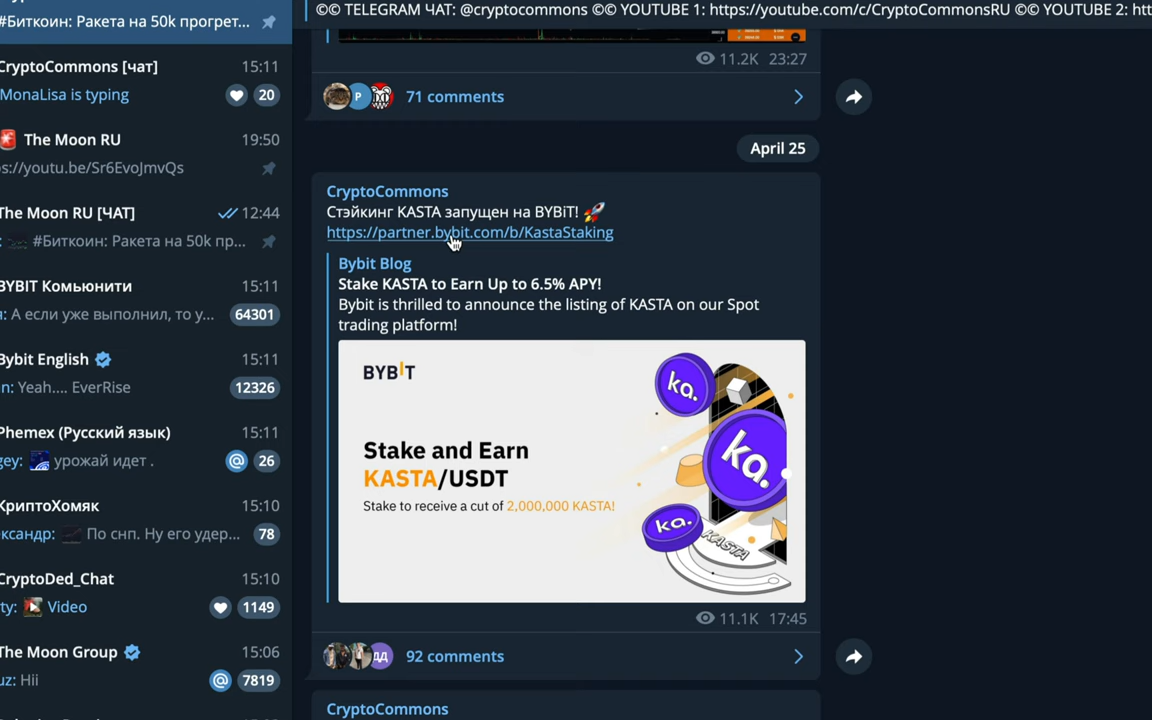 ©© TELEGRAM ЧАТ: @cryptocommons ©© YOUTUBE 1: https://youtube.com/c/CryptoCommonsRU ©© YOUTUBE 2:
#Биткоин: Ракета на 50k прогрет...
CryptoCommons [чат] 15:11
MonaLisa is typing 20
The Moon RU 19:50
s://youtu.be/Sr6EvoJmvQs
The Moon RU [ЧАТ] 12:44
: #Биткоин: Ракета на 50k пр...
BYBIT Комьюнити 15:11
: А если уже выполнил, то у... 64301
Bybit English 15:11
n: Yeah.... EverRise 12326
Phemex (Русский язык) 15:11
gey: урожай идет . @ 26
КриптоХомяк 15:10
ксандр: По снп. Ну его удер... 78
CryptoDed_Chat 15:10
ty: Video 1149
The Moon Group 15:06
uz: Hii @ 7819
11.2K 23:27
P
71 comments
April 25
CryptoCommons
Стэйкинг KASTA запущен на BYBiT! 🚀
https://partner.bybit.com/b/KastaStaking
Bybit Blog
Stake KASTA to Earn Up to 6.5% APY!
Bybit is thrilled to announce the listing of KASTA on our Spot
trading platform!
BYBIT
ka.
Stake and Earn
KASTA/USDT
ka.
Stake to receive a cut of 2,000,000 KASTA!
ka.
KASTA
11.1K 17:45
ДД
92 comments
CryptoCommons